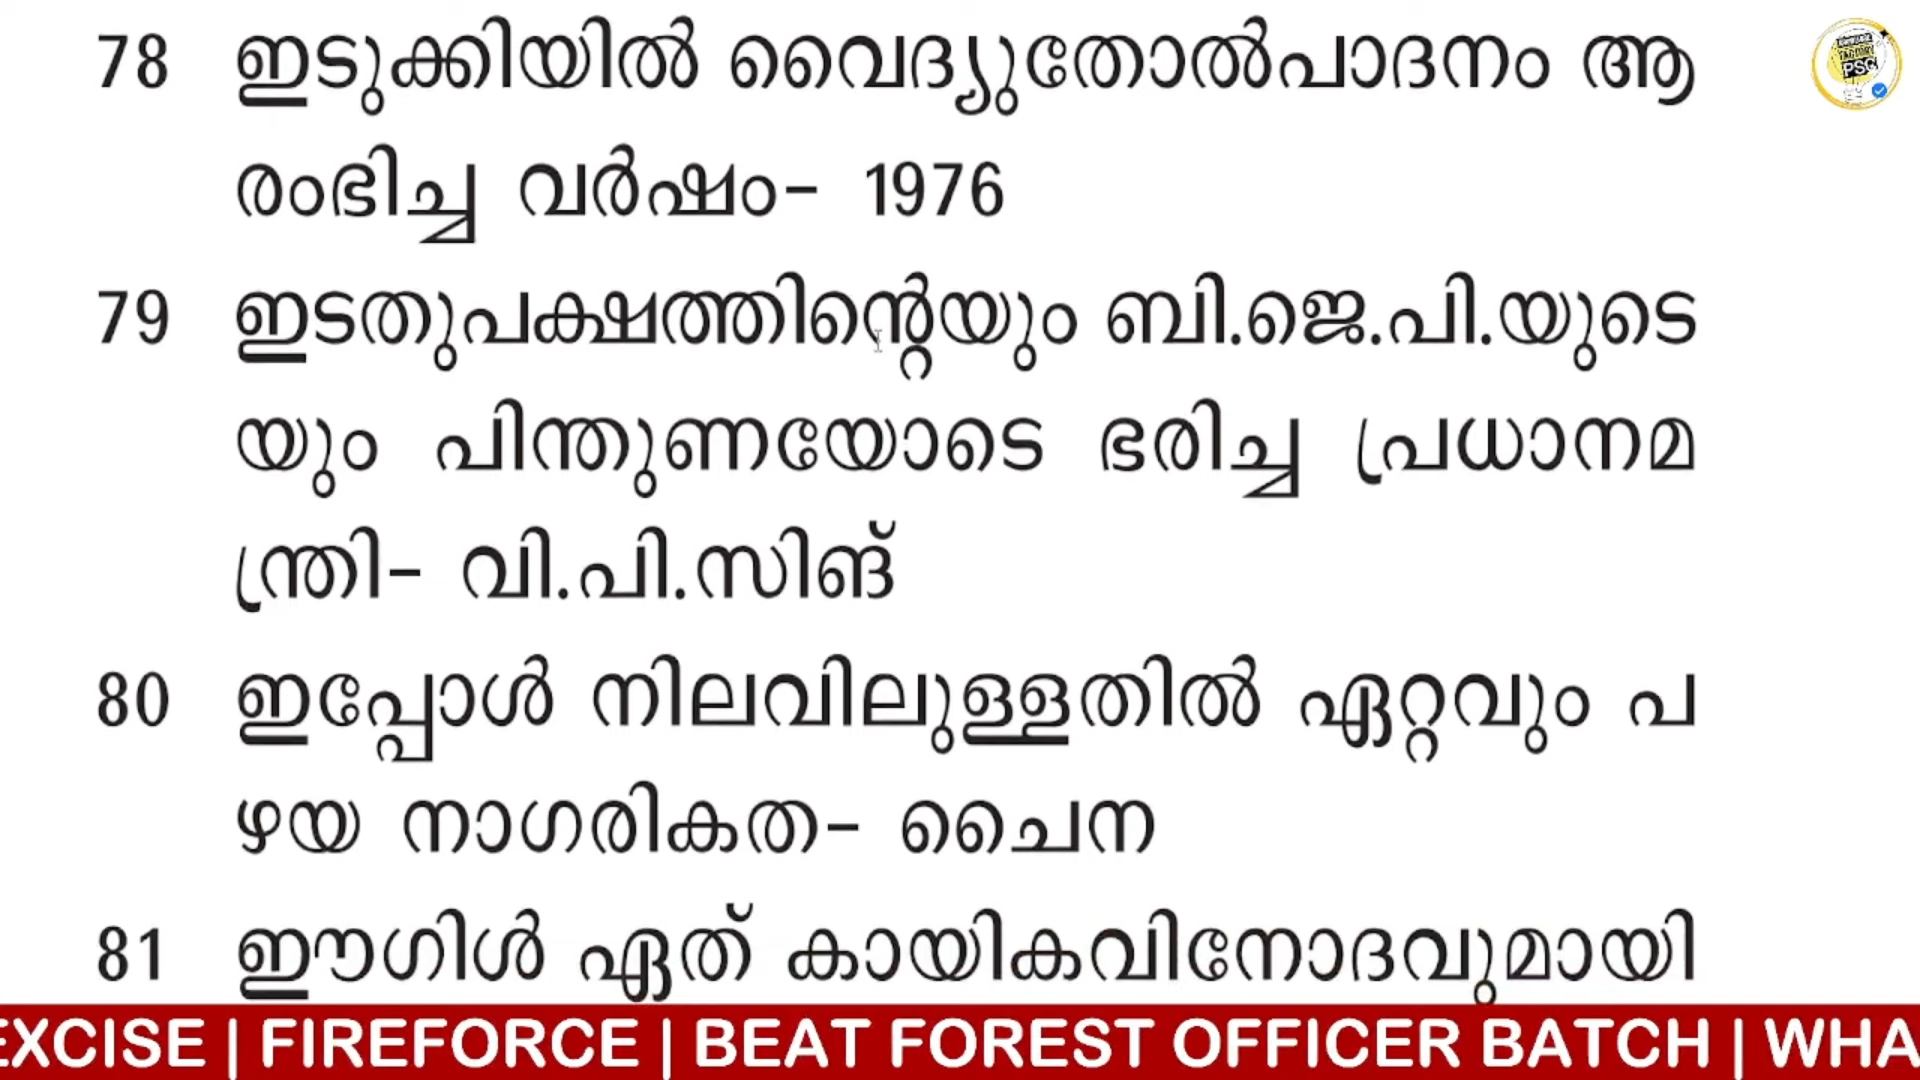 78 ഇടുക്കിയിൽ വൈദ്യുതോൽപാദനം ആ
രംഭിച്ച വർഷം- 1976
79 ഇടതുപക്ഷത്തിന്റെയും ബി.ജെ.പി.യുടെ
യും പിന്തുണയോടെ ഭരിച്ച പ്രധാനമ
ന്ത്രി- വി.പി.സിങ്
80 ഇപ്പോൾ നിലവിലുള്ളതിൽ ഏറ്റവും പ
ഴയ നാഗരികത- ചൈന
81 ഈഗിൾ ഏത് കായികവിനോദവുമായി
EXCISE | FIREFORCE | BEAT FOREST OFFICER BATCH | WHA
PSC